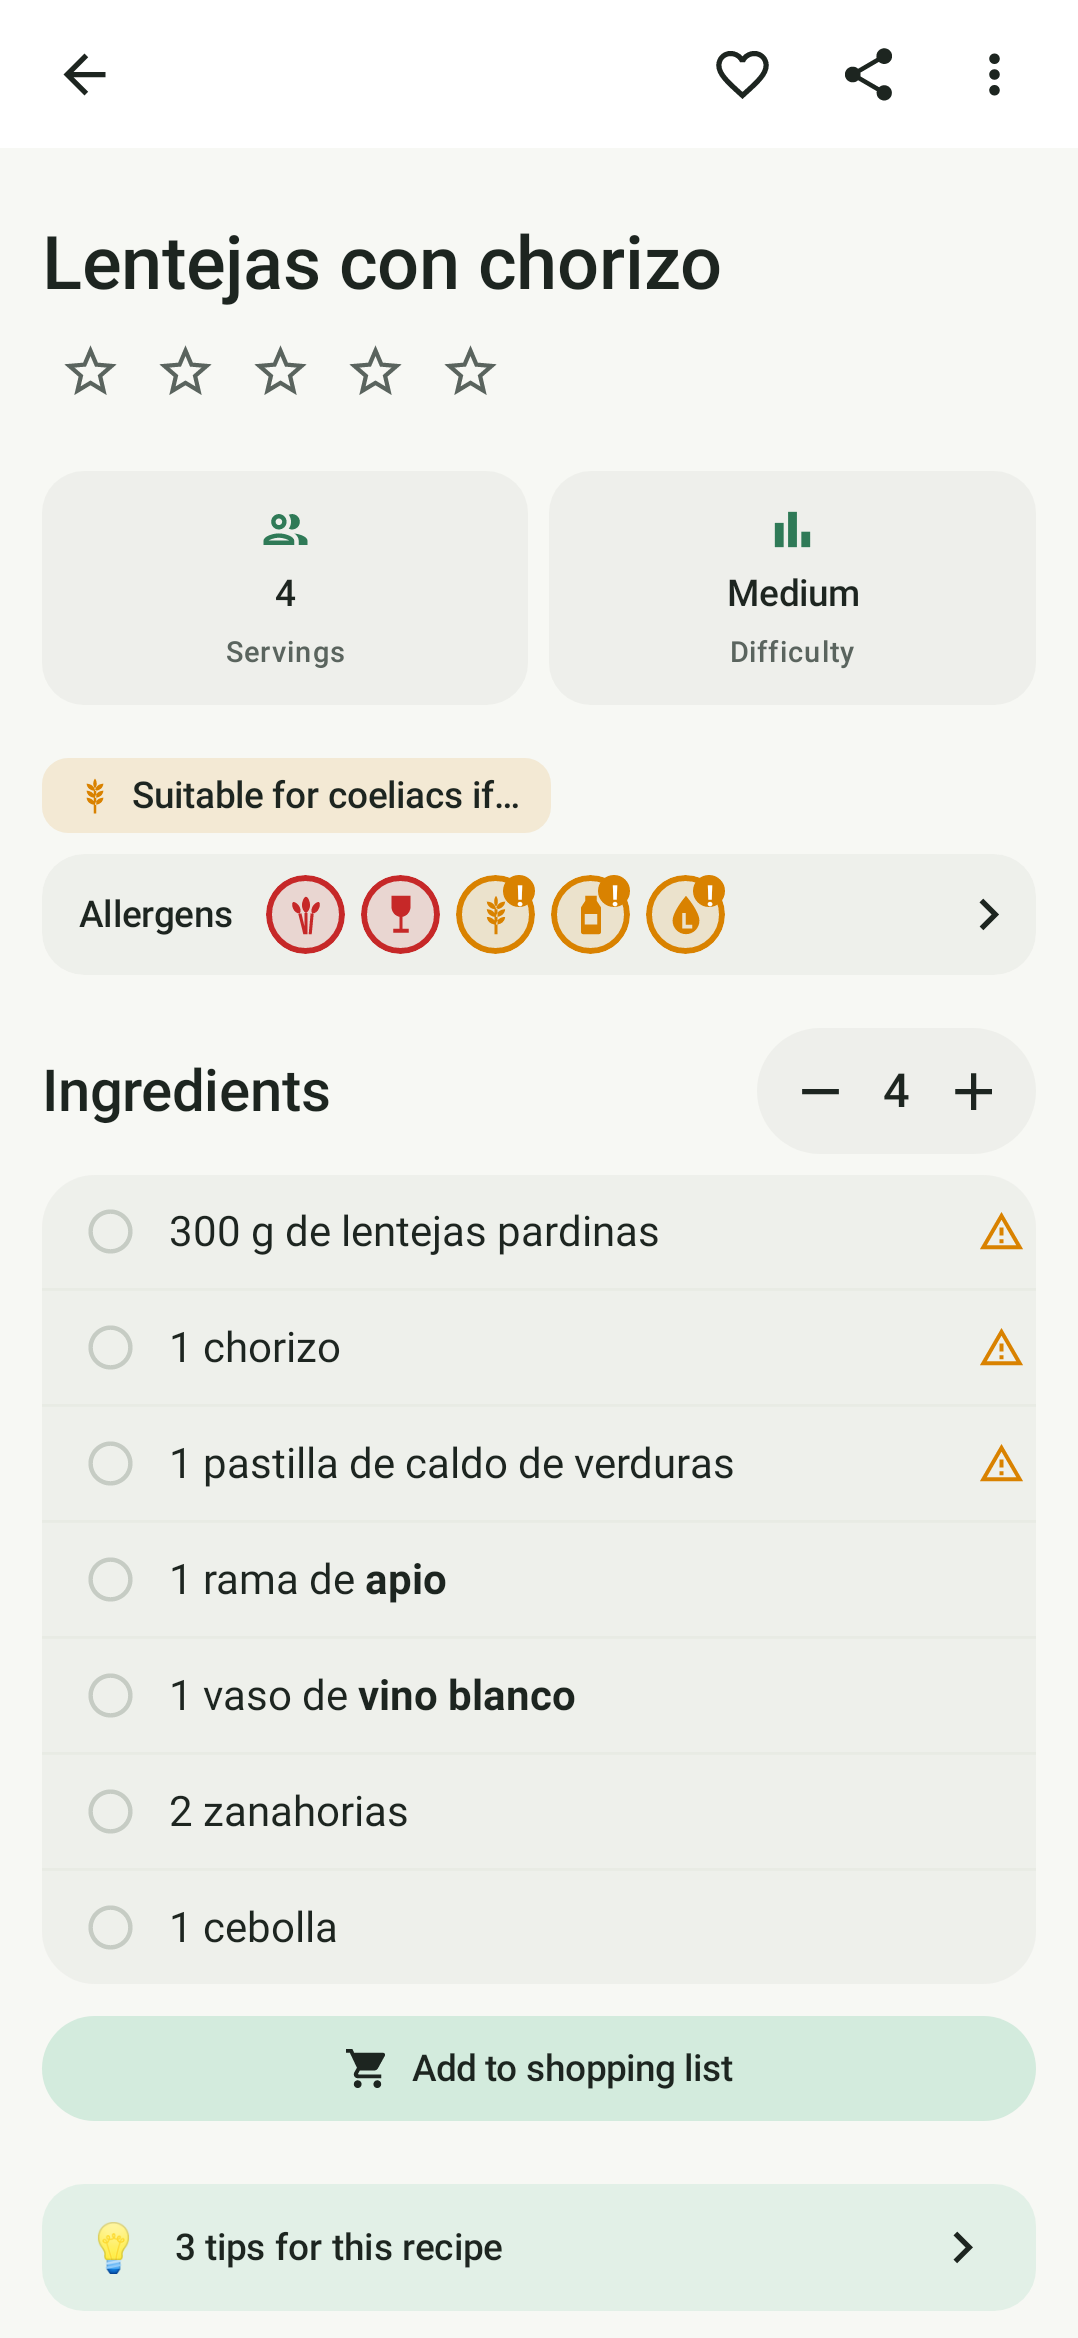 Lentejas con chorizo
4
Servings
Medium
Difficulty
Suitable for coeliacs if...
Allergens
L
Ingredients
4
300 g de lentejas pardinas
1 chorizo
1 pastilla de caldo de verduras
1 rama de apio
1 vaso de vino blanco
2 zanahorias
1 cebolla
Add to shopping list
3 tips for this recipe